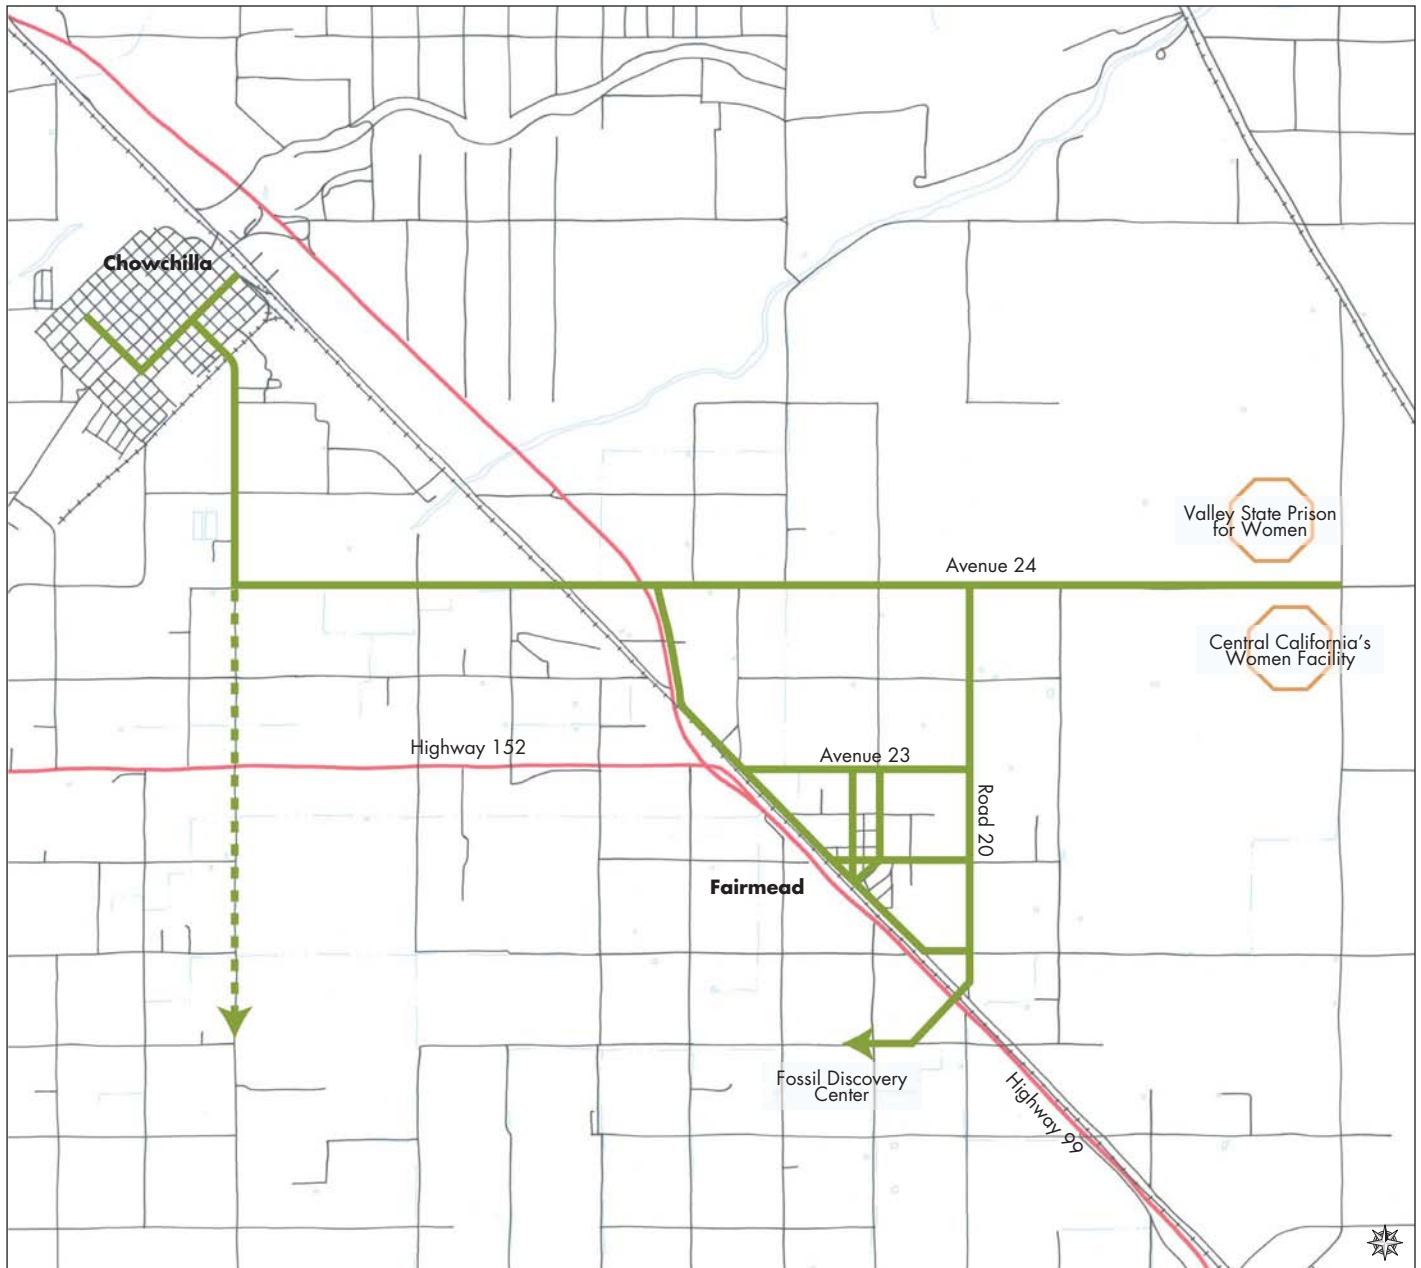 Chowchilla
Valley State Prison
for Women
Avenue 24
Central California's
Women Facility
Highway 152
Avenue 23
Road 20
Fairmead
Fossil Discovery
Center
Highway 99